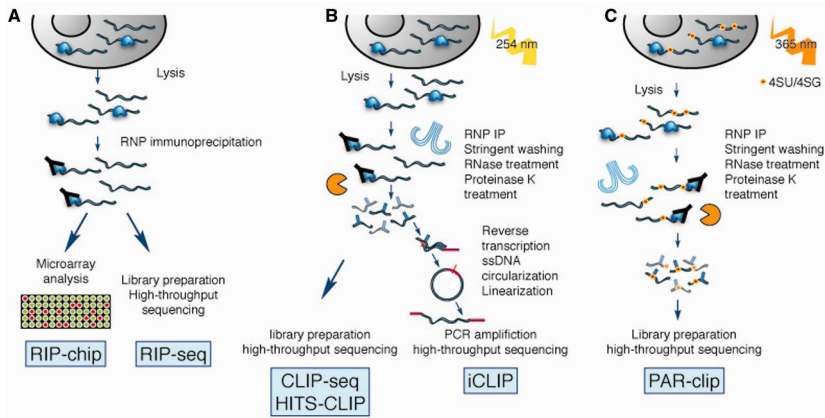 A
Lysis
RNP immunoprecipitation
Microarray
analysis
Library preparation
High-throughput
sequencing
RIP-chip
RIP-seq
B
254 nm
Lysis
RNP IP
Stringent washing
RNase treatment
Proteinase K
treatment
Reverse
transcription
ssDNA
circularization
Linearization
library preparation
high-throughput sequencing
PCR amplifiction
high-throughput sequencing
CLIP-seq
HITS-CLIP
iCLIP
C
365 nm
4SU/4SG
Lysis
RNP IP
Stringent washing
RNase treatment
Proteinase K
treatment
Library preparation
high-throughput sequencing
PAR-clip